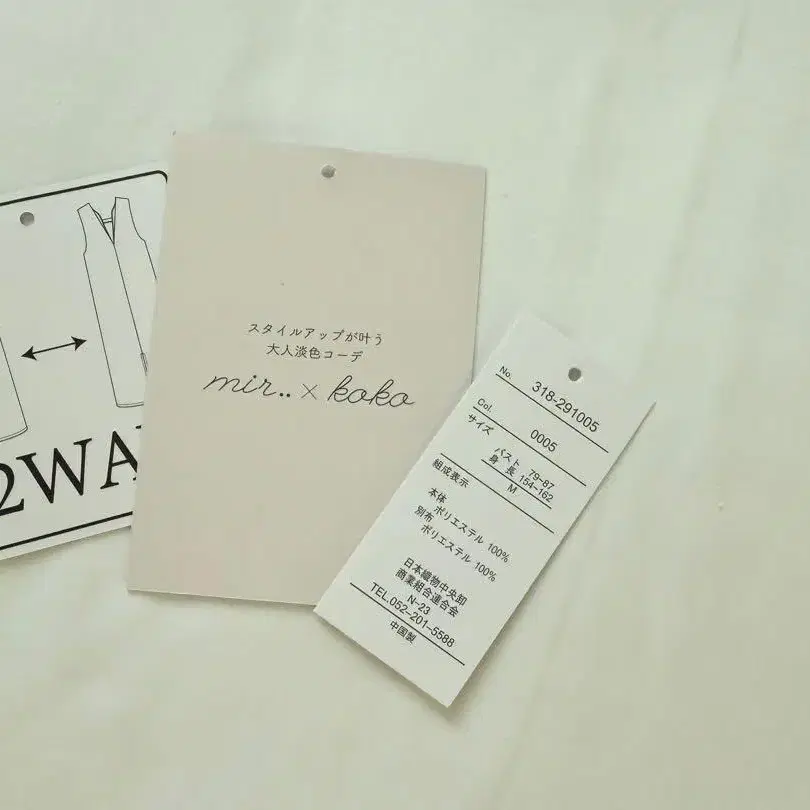 2WA
スタイルアップが叶う
大人淡色コーデ
mir..×koko
No. 318-291005
Col. 0005
サイズ
バスト 79-87
身長 154-162
M
組成表示
本体
ポリエステル 100%
別布
ポリエステル 100%
日本織物中央卸
商業組合連合会
N-23
TEL.052-201-5588
中国製